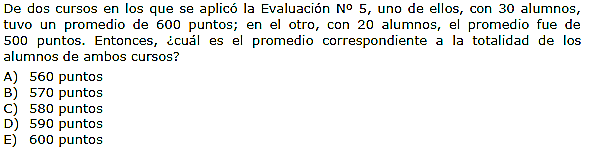 De dos cursos en los que se aplicó la Evaluación Nº 5, uno de ellos, con 30 alumnos,
tuvo un promedio de 600 puntos; en el otro, con 20 alumnos, el promedio fue de
500 puntos. Entonces, ¿cuál es el promedio correspondiente a la totalidad de los
alumnos de ambos cursos?
A) 560 puntos
B) 570 puntos
C) 580 puntos
D) 590 puntos
E) 600 puntos